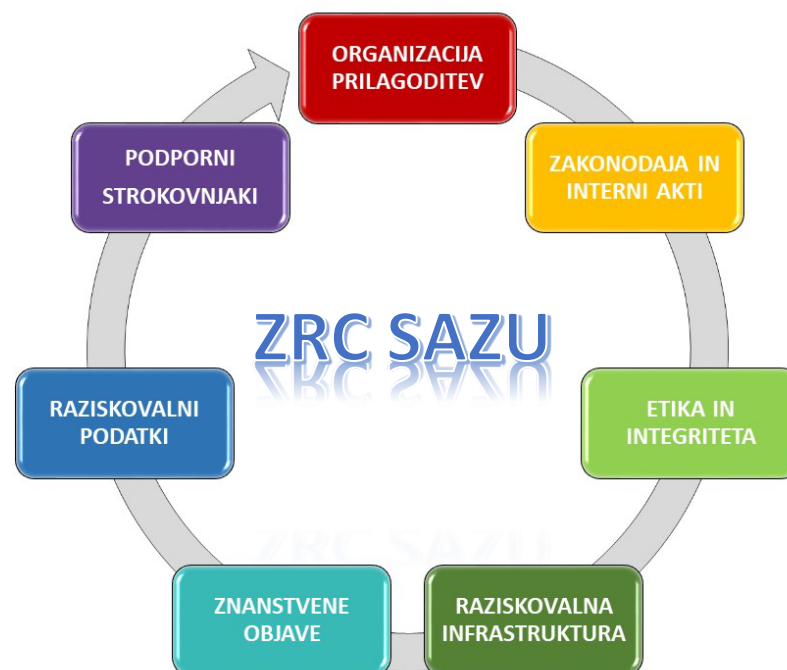 ORGANIZACIJA
PRILAGODITEV
ZAKONODAJA IN
INTERNI AKTI
ETIKA IN
INTEGRITETA
RAZISKOVALNA
INFRASTRUKTURA
ZNANSTVENE
OBJAVE
RAZISKOVALNI
PODATKI
PODPORNI
STROKOVNJAKI
ZRC SAZU